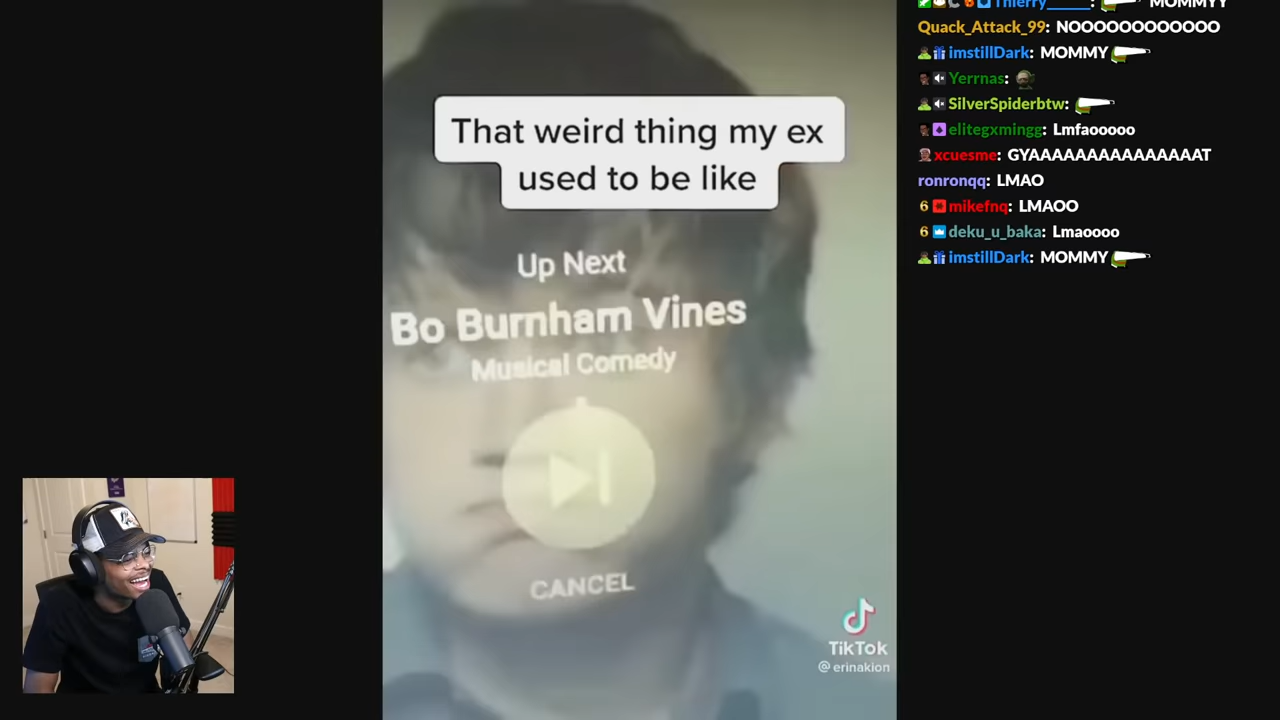 That weird thing my ex
used to be like
Up Next
Bo Burnham Vines
Musical Comedy
CANCEL
TikTok
@erinakion
Thierry______: MOMMYY
Quack_Attack_99: NOOOOOOOOOOOO
imstillDark: MOMMY
Yerrnas:
SilverSpiderbtw:
elitegxmingg: Lmfaooooo
xcuesme: GYAAAAAAAAAAAAAAAT
ronronqq: LMAO
6 mikefnq: LMAOO
6 deku_u_baka: Lmaoooo
imstillDark: MOMMY